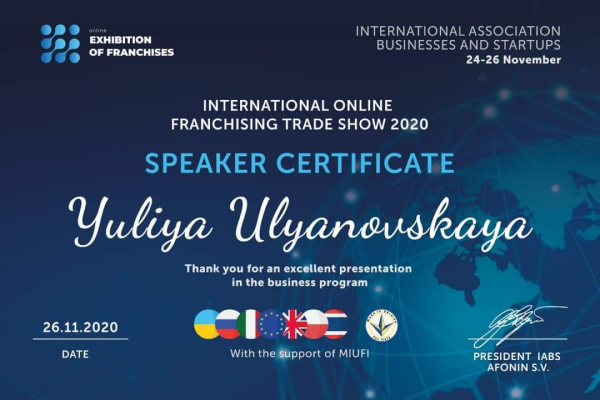 online
EXHIBITION
OF FRANCHISES
INTERNATIONAL ASSOCIATION
BUSINESSES AND STARTUPS
24-26 November
INTERNATIONAL ONLINE
FRANCHISING TRADE SHOW 2020
SPEAKER CERTIFICATE
Yuliya Ulyanovskaya
Thank you for an excellent presentation
in the business program
26.11.2020
DATE
With the support of MIUFI
PRESIDENT IABS
AFONIN S.V.